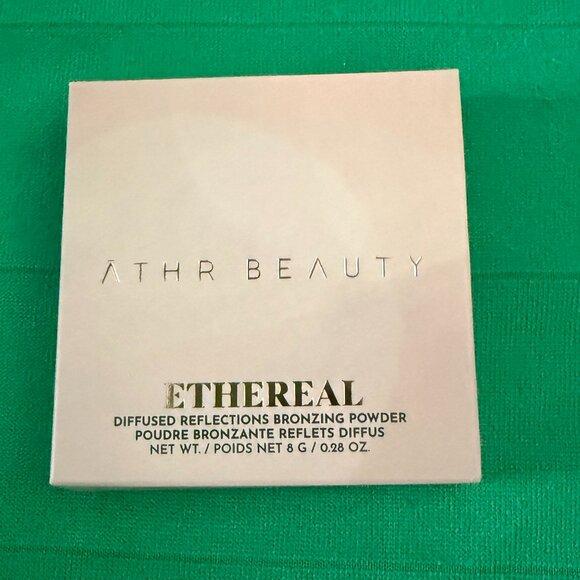 ĀTHR BEAUTY
ETHEREAL
DIFFUSED REFLECTIONS BRONZING POWDER
POUDRE BRONZANTE REFLETS DIFFUS
NET WT. / POIDS NET 8 G / 0.28 OZ.